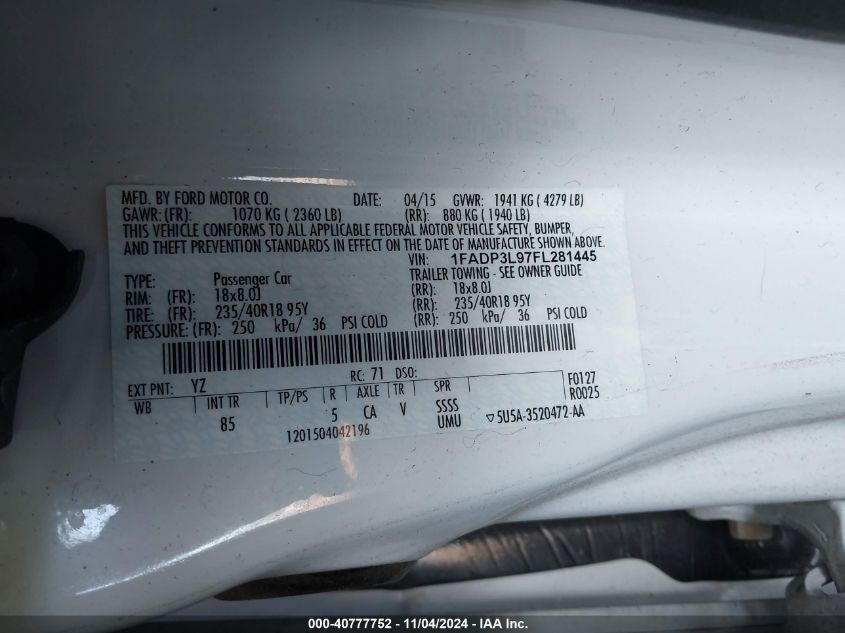 MFD. BY FORD MOTOR CO. DATE: 04/15 GVWR: 1941 KG ( 4279 LB)
GAWR: (FR): 1070 KG ( 2360 LB) (RR): 880 KG ( 1940 LB)
THIS VEHICLE CONFORMS TO ALL APPLICABLE FEDERAL MOTOR VEHICLE SAFETY, BUMPER,
AND THEFT PREVENTION STANDARDS IN EFFECT ON THE DATE OF MANUFACTURE SHOWN ABOVE.
VIN: 1FADP3L97FL281445
TYPE: Passenger Car TRAILER TOWING - SEE OWNER GUIDE
RIM: (FR): 18x8.0J (RR): 18x8.0J
TIRE: (FR): 235/40R18 95Y (RR): 235/40R18 95Y
PRESSURE: (FR): 250 kPa/ 36 PSI COLD (RR): 250 kPa/ 36 PSI COLD
EXT PNT: YZ RC: 71 DSO: F0127
WB INT TR TP/PS R AXLE TR SPR R0025
85 5 CA V SSSS
UMU ▽5U5A-3520472-AA
1201504042196
000-40777752 - 11/04/2024 - IAA Inc.